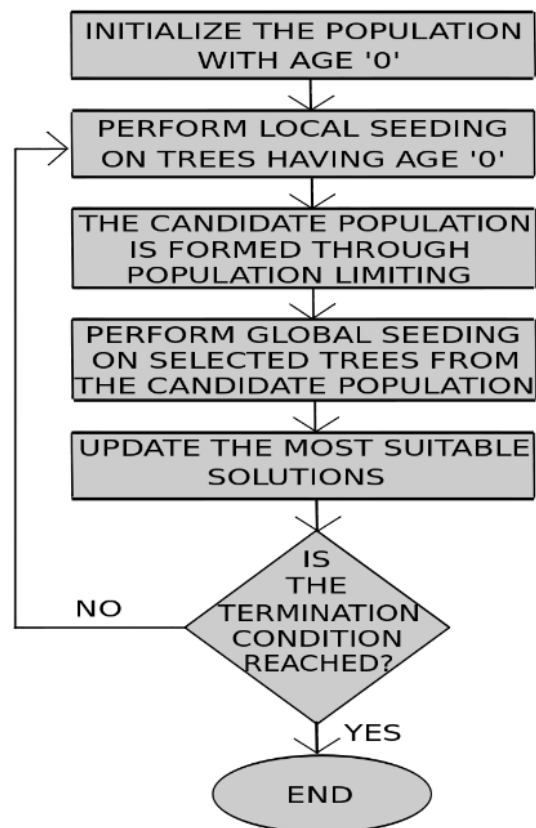 INITIALIZE THE POPULATION
WITH AGE '0'
PERFORM LOCAL SEEDING
ON TREES HAVING AGE '0'
THE CANDIDATE POPULATION
IS FORMED THROUGH
POPULATION LIMITING
PERFORM GLOBAL SEEDING
ON SELECTED TREES FROM
THE CANDIDATE POPULATION
UPDATE THE MOST SUITABLE
SOLUTIONS
IS
THE
TERMINATION
CONDITION
REACHED?
NO
YES
END